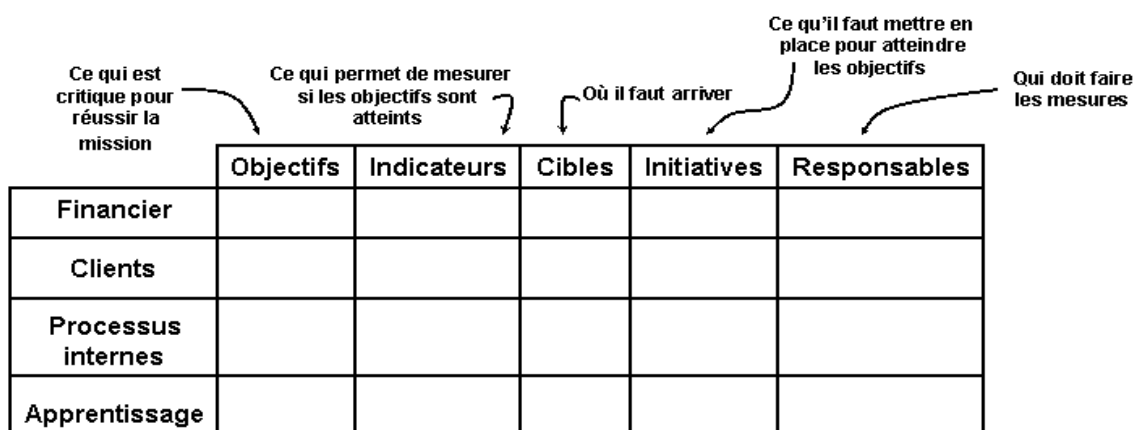 Ce qui est
critique pour
réussir la
mission
Ce qui permet de mesurer
si les objectifs sont
atteints
Où il faut arriver
Ce qu'il faut mettre en
place pour atteindre
les objectifs
Qui doit faire
les mesures
Objectifs Indicateurs Cibles Initiatives Responsables
Financier
Clients
Processus
internes
Apprentissage